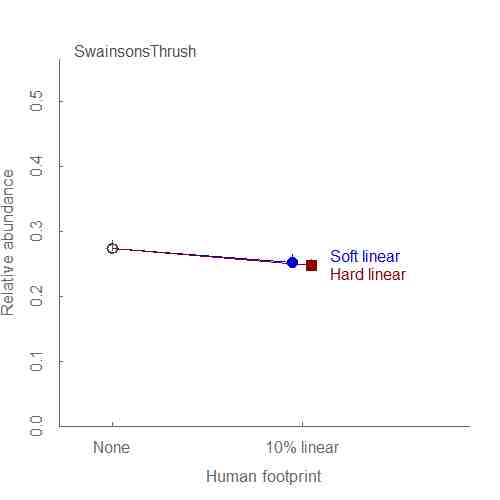 SwainsonsThrush
0.5
0.4
0.3
0.2
0.1
0.0
Relative abundance
Soft linear
Hard linear
None
10% linear
Human footprint